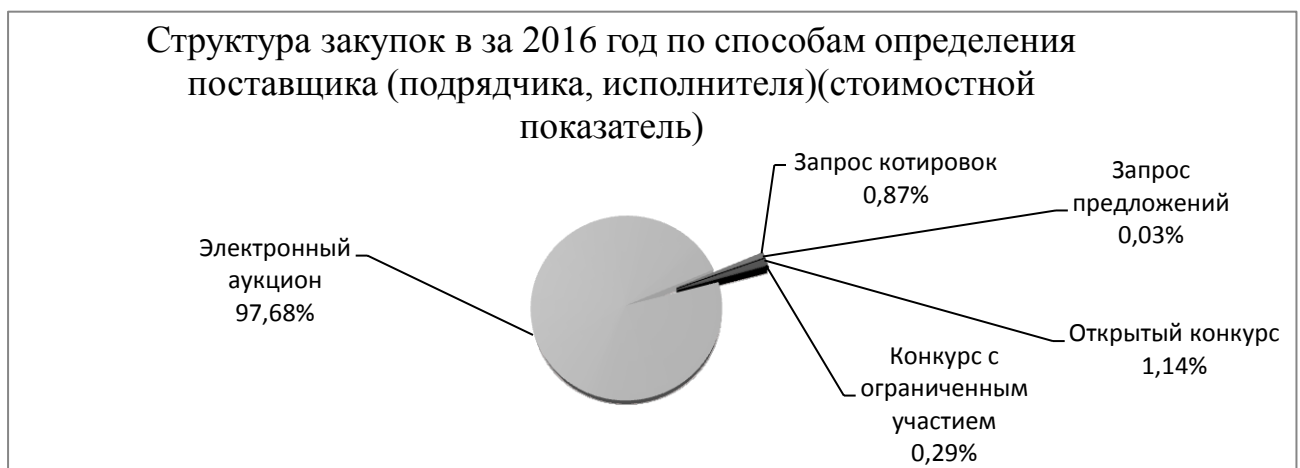 Структура закупок в за 2016 год по способам определения
поставщика (подрядчика, исполнителя)(стоимостной
показатель)
Запрос котировок
0,87%
Запрос
предложений
0,03%
Электронный
аукцион
97,68%
Открытый конкурс
1,14%
Конкурс с
ограниченным
участием
0,29%